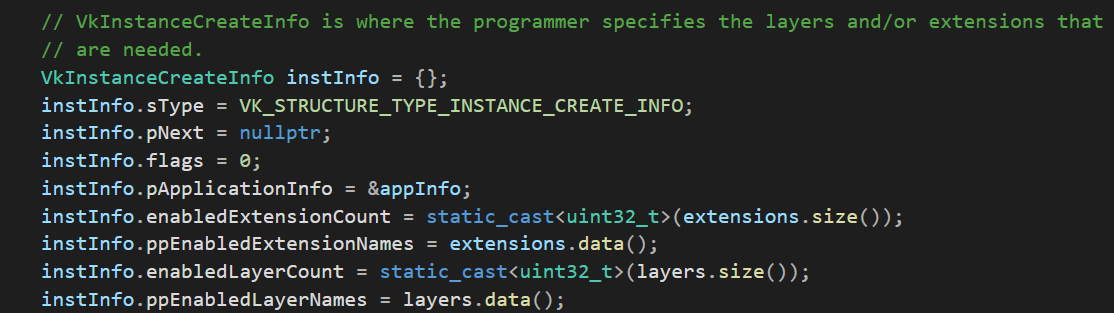 // VkInstanceCreateInfo is where the programmer specifies the layers and/or extensions that
// are needed.
VkInstanceCreateInfo instInfo = {};
instInfo.sType = VK_STRUCTURE_TYPE_INSTANCE_CREATE_INFO;
instInfo.pNext = nullptr;
instInfo.flags = 0;
instInfo.pApplicationInfo = &appInfo;
instInfo.enabledExtensionCount = static_cast<uint32_t>(extensions.size());
instInfo.ppEnabledExtensionNames = extensions.data();
instInfo.enabledLayerCount = static_cast<uint32_t>(layers.size());
instInfo.ppEnabledLayerNames = layers.data();